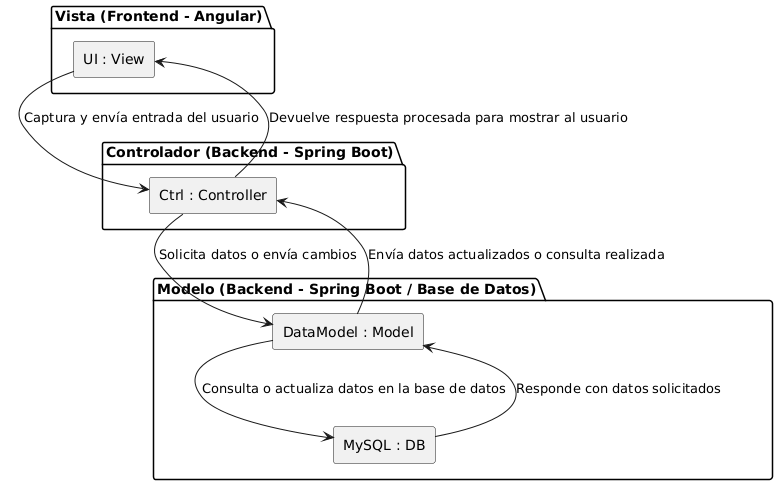 Vista (Frontend - Angular)
UI : View
Captura y envía entrada del usuario
Devuelve respuesta procesada para mostrar al usuario
Controlador (Backend - Spring Boot)
Ctrl : Controller
Solicita datos o envía cambios
Envía datos actualizados o consulta realizada
Modelo (Backend - Spring Boot / Base de Datos)
DataModel : Model
Consulta o actualiza datos en la base de datos
Responde con datos solicitados
MySQL : DB